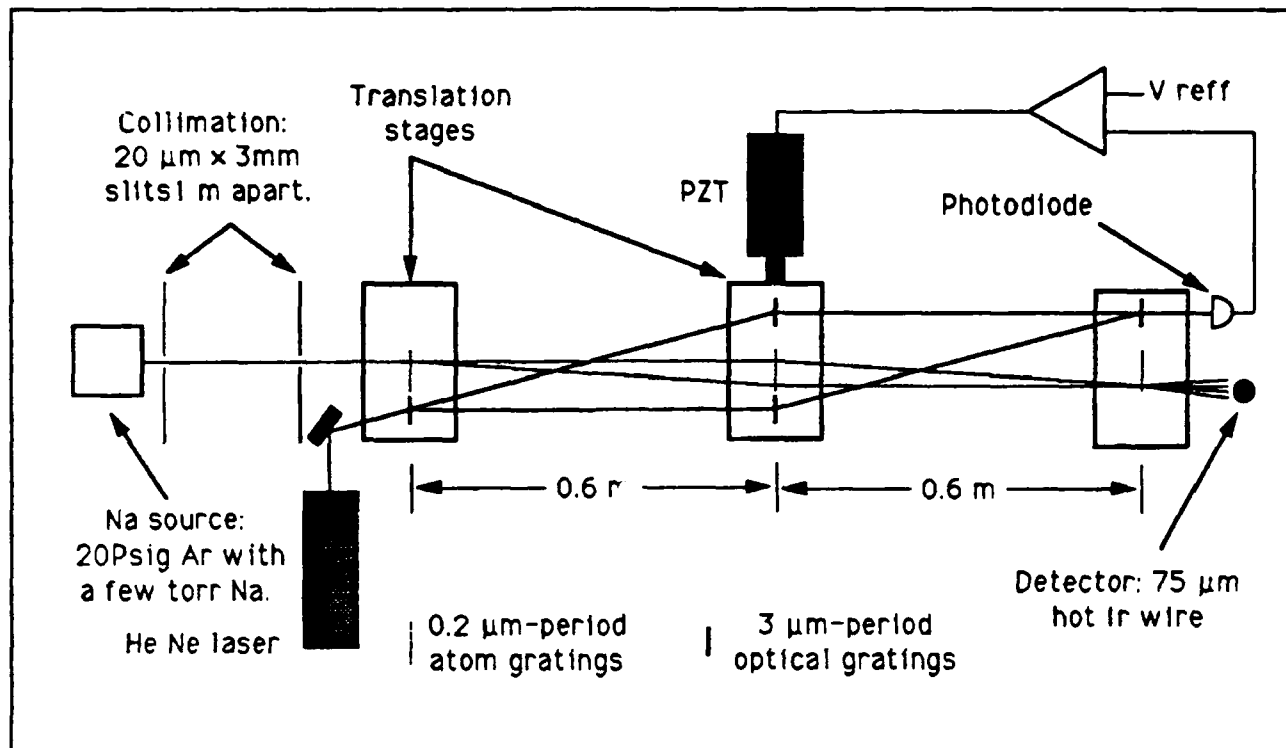 Translation
stages
V reff
Collimation:
20 µm x 3mm
slits1 m apart.
PZT
Photodiode
0.6 r
0.6 m
Na source:
20Psig Ar with
a few torr Na.
He Ne laser
0.2 µm-period
atom gratings
3 µm-period
optical gratings
Detector: 75 µm
hot Ir wire